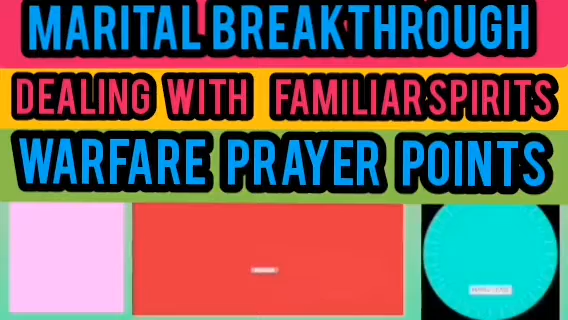 MARITAL BREAKTHROUGH
DEALING WITH FAMILIAR SPIRITS
WARFARE PRAYER POINTS